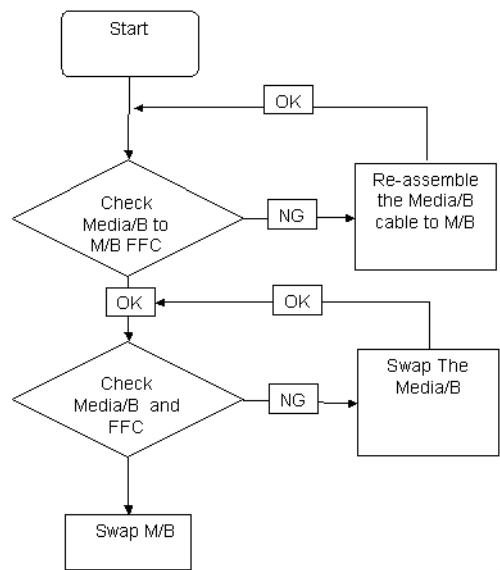 Start
OK
Check
Media/B to
M/B FFC
NG
Re-assemble
the Media/B
cable to M/B
OK
OK
Check
Media/B and
FFC
NG
Swap The
Media/B
Swap M/B